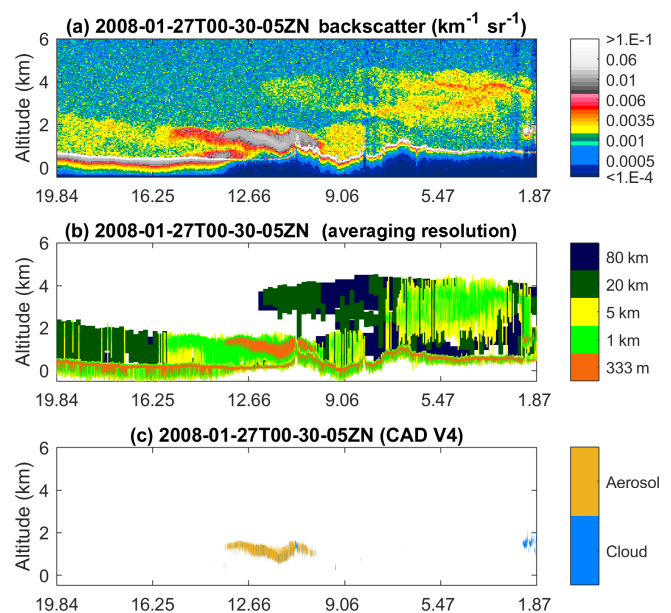 (a) 2008-01-27T00-30-05ZN backscatter (km⁻¹ sr⁻¹)
Altitude (km)
6
4
2
0
19.84 16.25 12.66 9.06 5.47 1.87
>1.E-1
0.06
0.01
0.006
0.0035
0.001
0.0005
<1.E-4
(b) 2008-01-27T00-30-05ZN (averaging resolution)
Altitude (km)
6
4
2
0
19.84 16.25 12.66 9.06 5.47 1.87
80 km
20 km
5 km
1 km
333 m
(c) 2008-01-27T00-30-05ZN (CAD V4)
Altitude (km)
6
4
2
0
19.84 16.25 12.66 9.06 5.47 1.87
Aerosol
Cloud